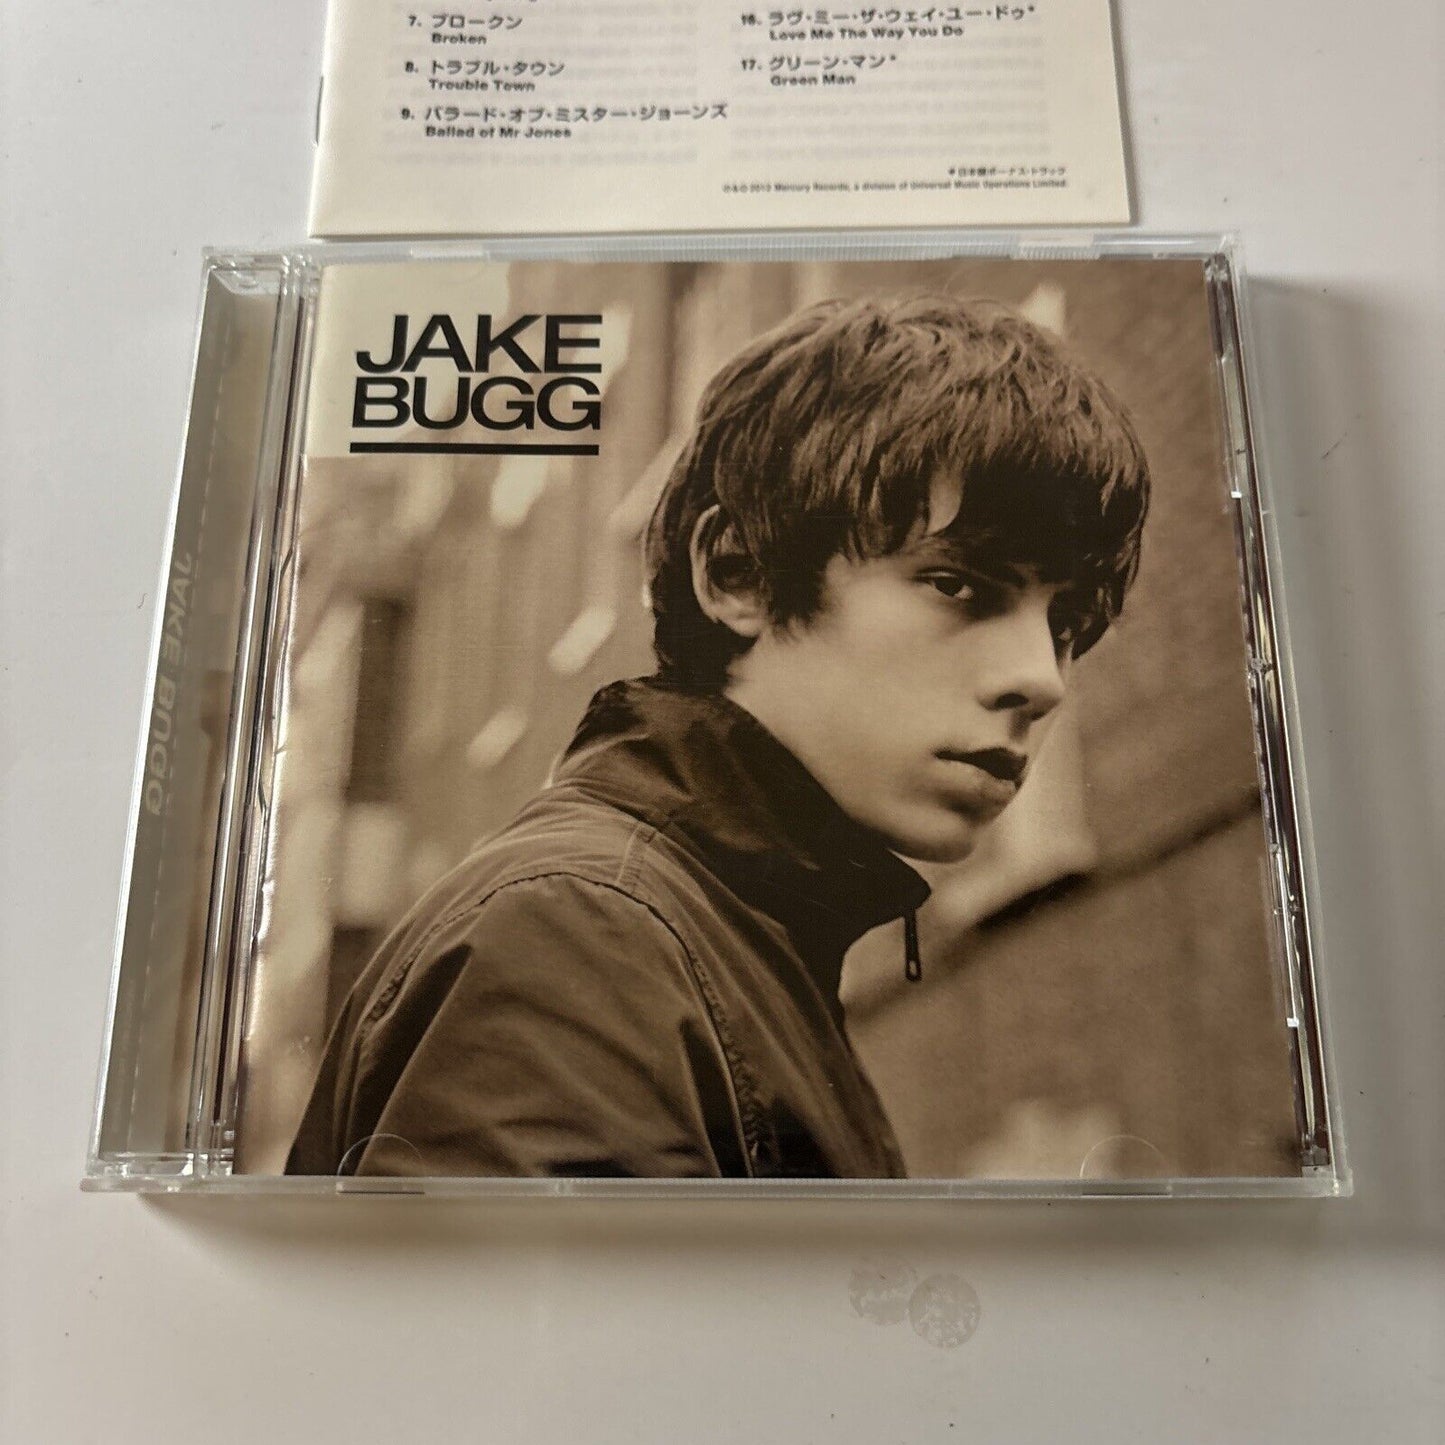 7. ブロークン
Broken
8. トラブル・タウン
Trouble Town
9. バラード・オブ・ミスター・ジョーンズ
Ballad of Mr Jones
16. ラヴ・ミー・ザ・ウェイ・ユー・ドゥ*
Love Me The Way You Do
17. グリーン・マン*
Green Man
*日本盤ボーナス・トラック
℗&© 2012 Mercury Records, a division of Universal Music Operations Limited.
JAKE
BUGG
JAKE BUGG